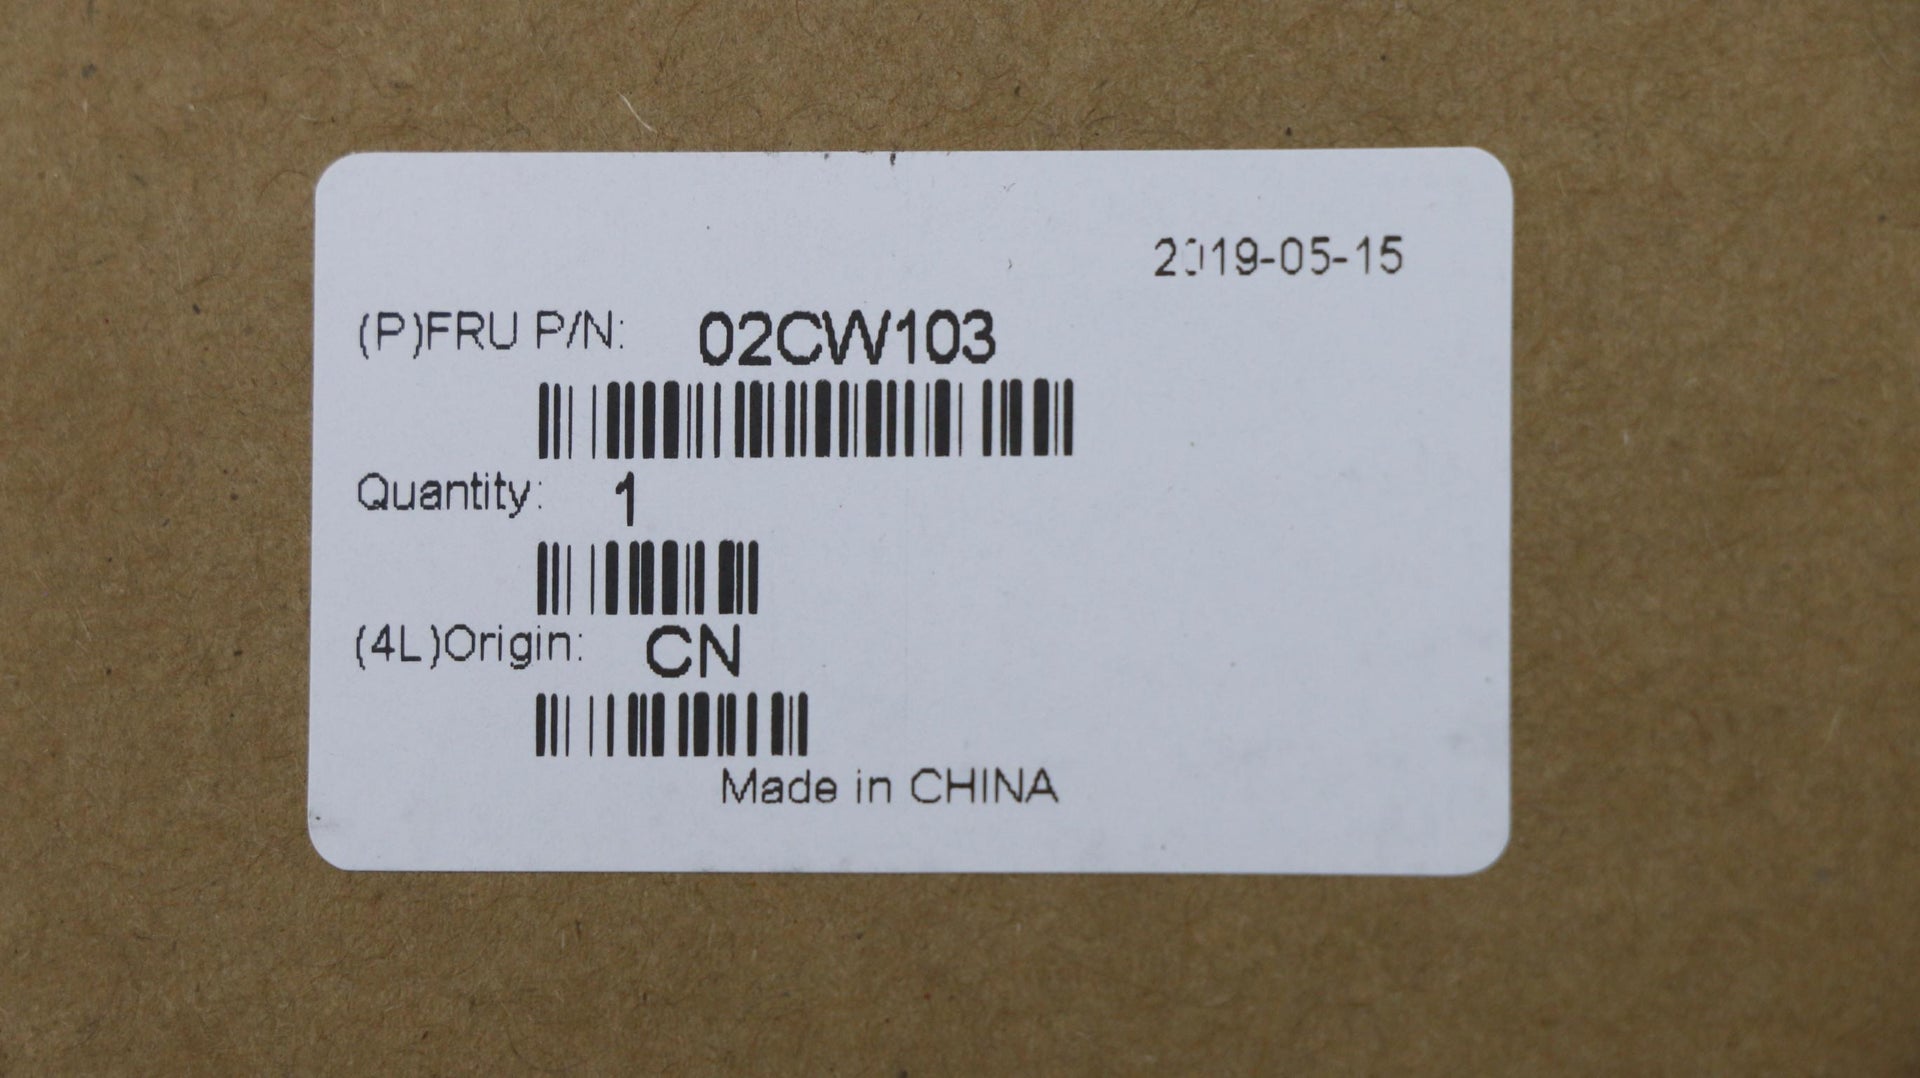 2019-05-15
(P)FRU P/N: 02CW103
Quantity: 1
(4L)Origin: CN
Made in CHINA